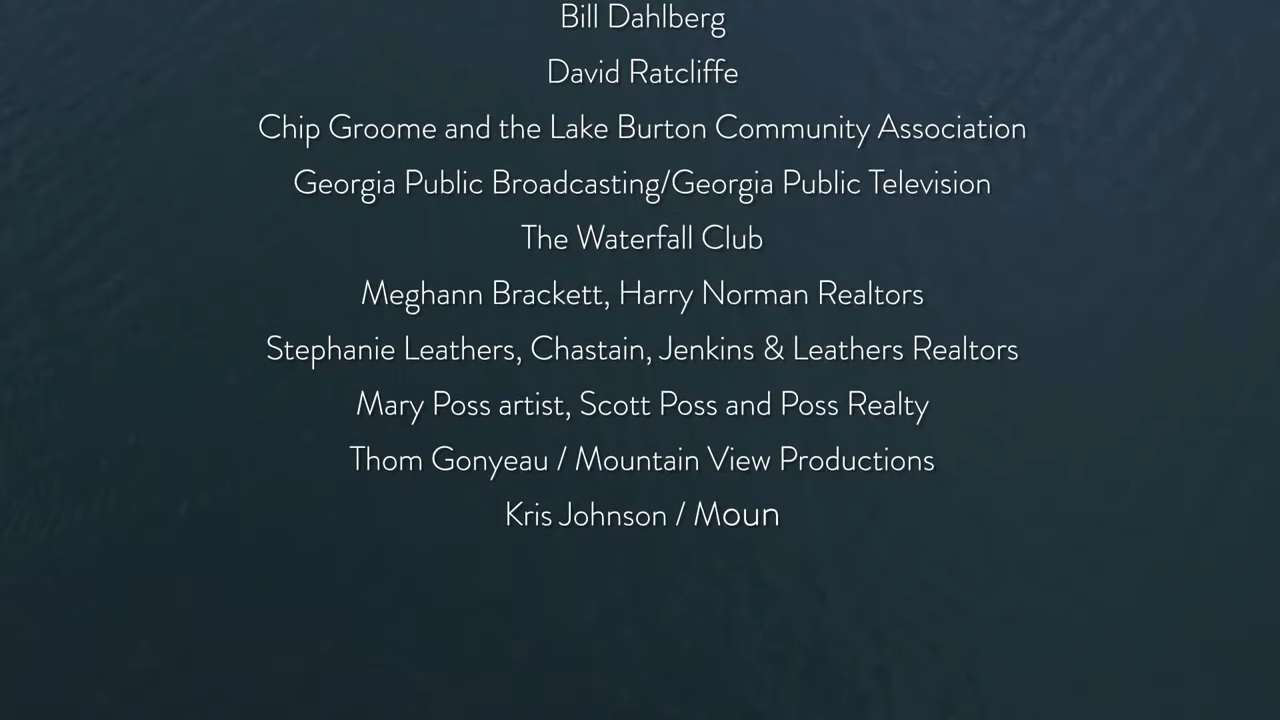 Bill Dahlberg
David Ratcliffe
Chip Groome and the Lake Burton Community Association
Georgia Public Broadcasting/Georgia Public Television
The Waterfall Club
Meghann Brackett, Harry Norman Realtors
Stephanie Leathers, Chastain, Jenkins & Leathers Realtors
Mary Poss artist, Scott Poss and Poss Realty
Thom Gonyeau / Mountain View Productions
Kris Johnson / Moun